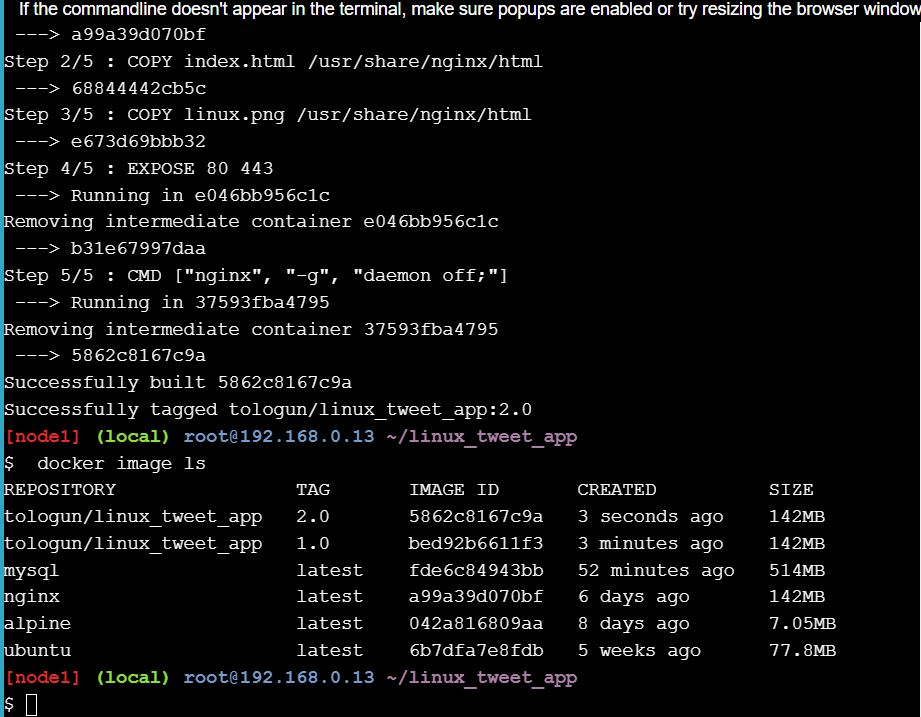 If the commandline doesn't appear in the terminal, make sure popups are enabled or try resizing the browser window
---> a99a39d070bf
Step 2/5 : COPY index.html /usr/share/nginx/html
---> 68844442cb5c
Step 3/5 : COPY linux.png /usr/share/nginx/html
---> e673d69bbb32
Step 4/5 : EXPOSE 80 443
---> Running in e046bb956c1c
Removing intermediate container e046bb956c1c
---> b31e67997daa
Step 5/5 : CMD ["nginx", "-g", "daemon off;"]
---> Running in 37593fba4795
Removing intermediate container 37593fba4795
---> 5862c8167c9a
Successfully built 5862c8167c9a
Successfully tagged tologun/linux_tweet_app:2.0
[node1] (local) root@192.168.0.13 ~/linux_tweet_app
$ docker image ls
REPOSITORY TAG IMAGE ID CREATED SIZE
tologun/linux_tweet_app 2.0 5862c8167c9a 3 seconds ago 142MB
tologun/linux_tweet_app 1.0 bed92b6611f3 3 minutes ago 142MB
mysql latest fde6c84943bb 52 minutes ago 514MB
nginx latest a99a39d070bf 6 days ago 142MB
alpine latest 042a816809aa 8 days ago 7.05MB
ubuntu latest 6b7dfa7e8fdb 5 weeks ago 77.8MB
[node1] (local) root@192.168.0.13 ~/linux_tweet_app
$